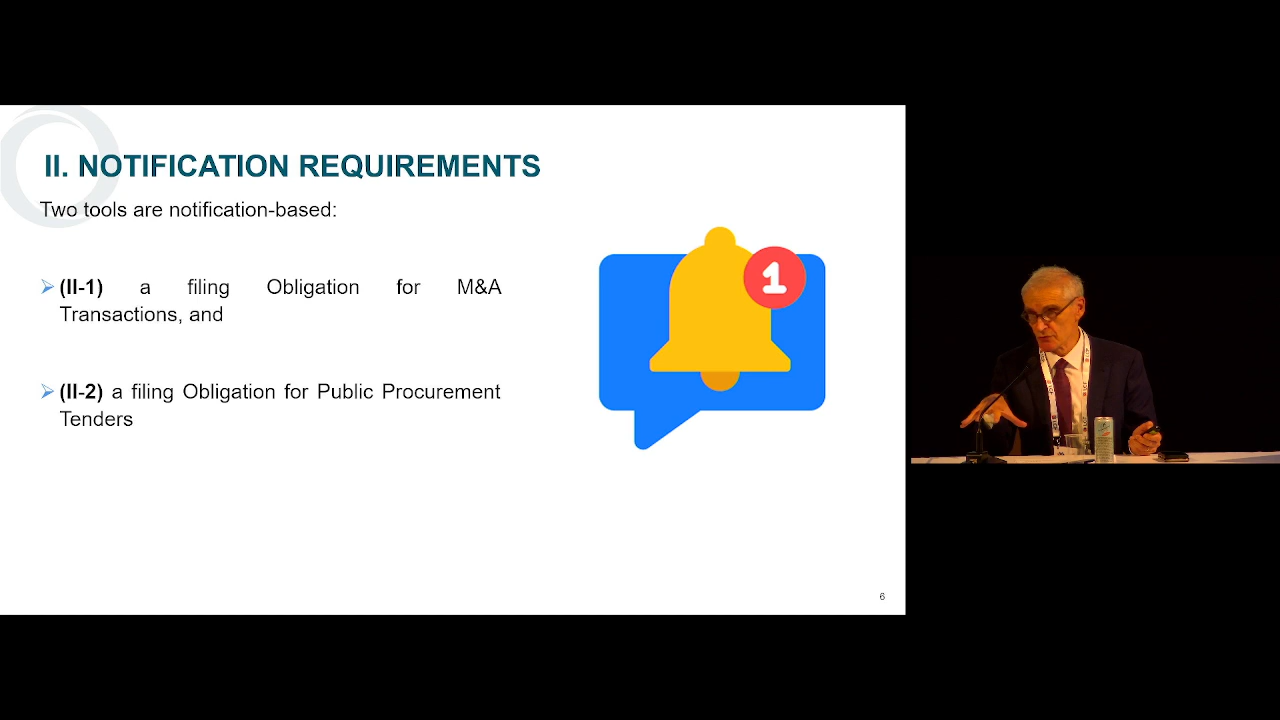 II. NOTIFICATION REQUIREMENTS
Two tools are notification-based:
(II-1) a filing Obligation for M&A
Transactions, and
(II-2) a filing Obligation for Public Procurement
Tenders
1
6